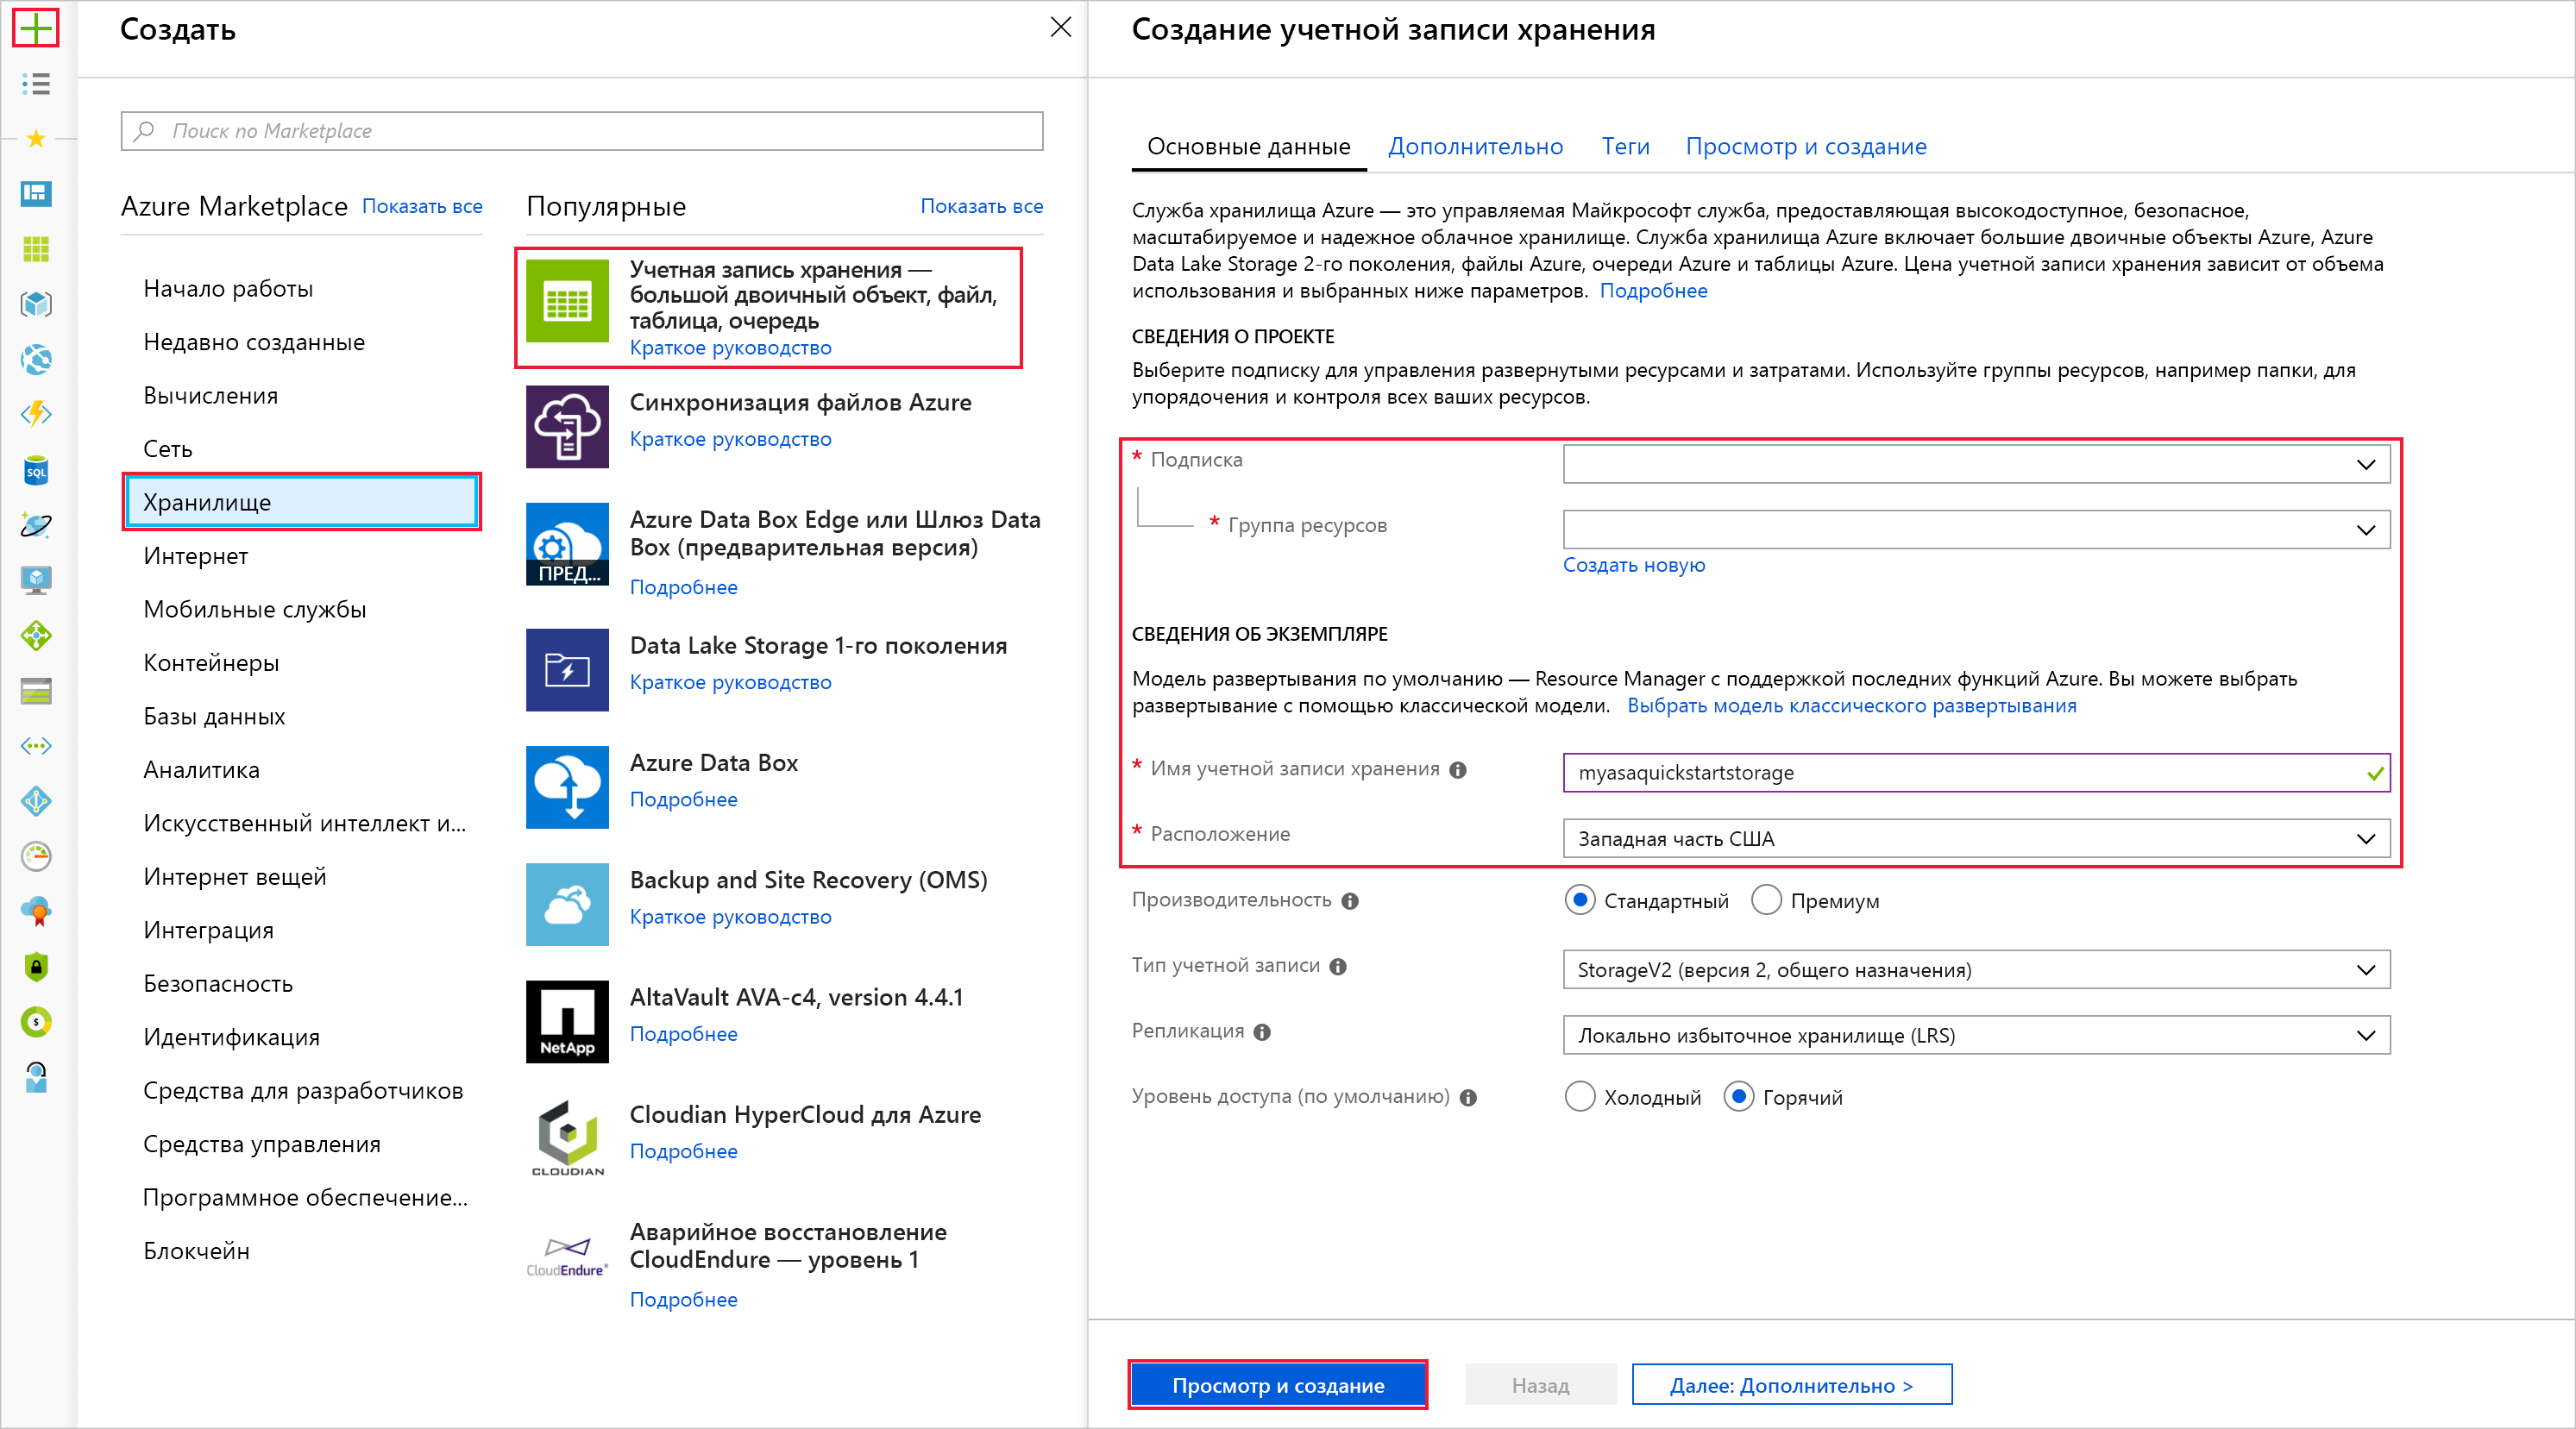 Создать
Поиск по Marketplace
Azure Marketplace
Показать все
Начало работы
Недавно созданные
Вычисления
Сеть
Хранилище
Интернет
Мобильные службы
Контейнеры
Базы данных
Аналитика
Искусственный интеллект и...
Интернет вещей
Интеграция
Безопасность
Идентификация
Средства для разработчиков
Средства управления
Программное обеспечение...
Блокчейн
Популярные
Показать все
Учетная запись хранения —
большой двоичный объект, файл,
таблица, очередь
Краткое руководство
Синхронизация файлов Azure
Краткое руководство
ПРЕД...
Azure Data Box Edge или Шлюз Data
Box (предварительная версия)
Подробнее
Data Lake Storage 1-го поколения
Краткое руководство
Azure Data Box
Подробнее
Backup and Site Recovery (OMS)
Краткое руководство
NetApp
AltaVault AVA-c4, version 4.4.1
Подробнее
CLOUDIAN
Cloudian HyperCloud для Azure
Подробнее
CloudEndure®
Аварийное восстановление
CloudEndure — уровень 1
Подробнее
SQL
$
Создание учетной записи хранения
Основные данные
Дополнительно
Теги
Просмотр и создание
Служба хранилища Azure — это управляемая Майкрософт служба, предоставляющая высокодоступное, безопасное,
масштабируемое и надежное облачное хранилище. Служба хранилища Azure включает большие двоичные объекты Azure, Azure
Data Lake Storage 2-го поколения, файлы Azure, очереди Azure и таблицы Azure. Цена учетной записи хранения зависит от объема
использования и выбранных ниже параметров. Подробнее
СВЕДЕНИЯ О ПРОЕКТЕ
Выберите подписку для управления развернутыми ресурсами и затратами. Используйте группы ресурсов, например папки, для
упорядочения и контроля всех ваших ресурсов.
* Подписка
* Группа ресурсов
Создать новую
СВЕДЕНИЯ ОБ ЭКЗЕМПЛЯРЕ
Модель развертывания по умолчанию — Resource Manager с поддержкой последних функций Azure. Вы можете выбрать
развертывание с помощью классической модели. Выбрать модель классического развертывания
* Имя учетной записи хранения
myasaquickstartstorage
* Расположение
Западная часть США
Производительность
Стандартный
Премиум
Тип учетной записи
StorageV2 (версия 2, общего назначения)
Репликация
Локально избыточное хранилище (LRS)
Уровень доступа (по умолчанию)
Холодный
Горячий
Просмотр и создание
Назад
Далее: Дополнительно >